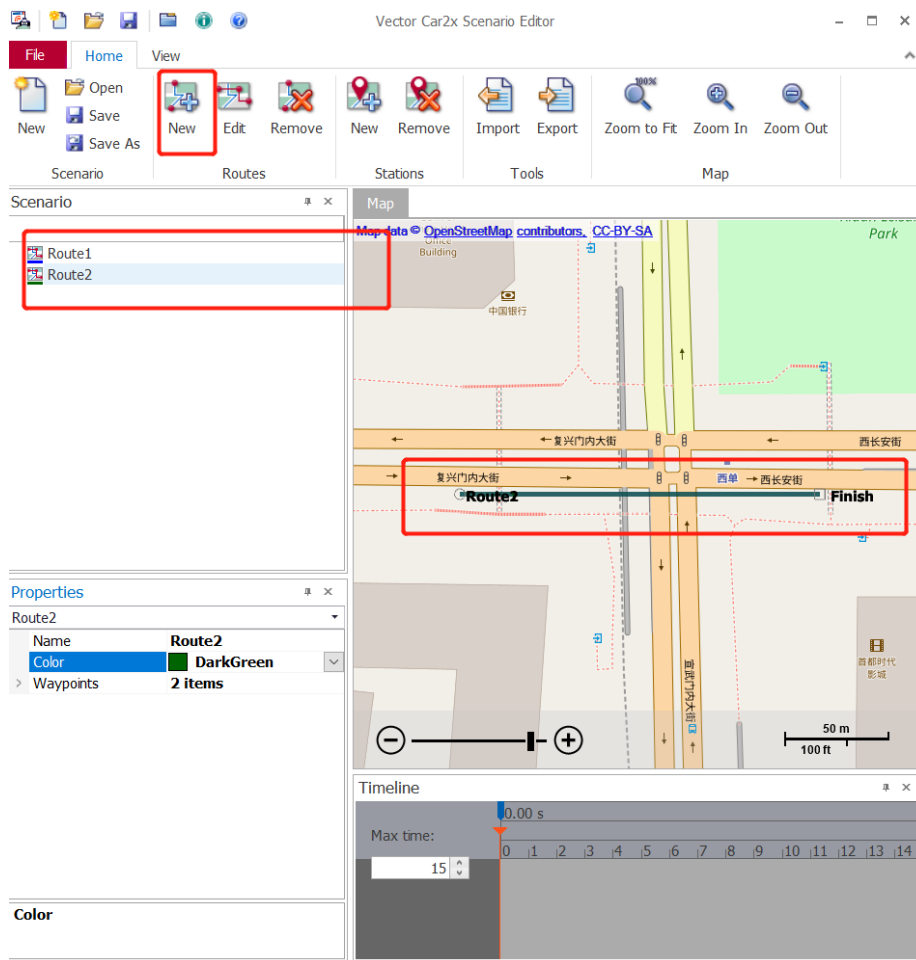 Vector Car2x Scenario Editor
File Home View
New
Open
Save
Save As
Scenario
New Edit Remove
Routes
New Remove
Stations
Import Export
Tools
Zoom to Fit Zoom In Zoom Out
Map
100%
Scenario
Route1
Route2
Map
Map data © OpenStreetMap contributors, CC-BY-SA
Office
Building
Park
中国银行
复兴门内大街
西长安街
复兴门内大街
西单
西长安街
Route2
Finish
宣武门内大街
首都时代
影城
50 m
100 ft
Properties
Route2
Name Route2
Color DarkGreen
Waypoints 2 items
Color
Timeline
0.00 s
Max time:
15
0 1 2 3 4 5 6 7 8 9 10 11 12 13 14